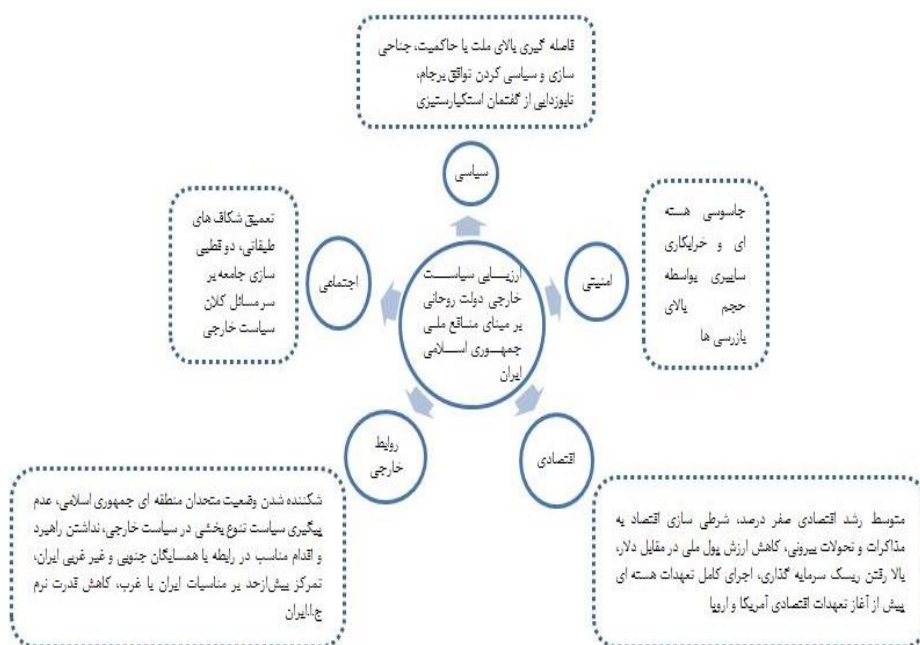 فاصله گیری بالای ملت با حاکمیت، جناحی
سازی و سیاسی کردن توافق برجام،
تابوزدایی از گفتمان استکبارستیزی
سیاسی
جاسوسی هسته
ای و خرابکاری
سایبری بواسطه
حجم بالای
بازرسی ها
امنیتی
تعمیق شکاف های
طبقاتی، دو قطبی
سازی جامعه بر
سر مسائل کلان
سیاست خارجی
اجتماعی
ارزیابی سیاست
خارجی دولت روحانی
بر مبنای منافع ملی
جمهوری اسلامی
ایران
اقتصادی
متوسط رشد اقتصادی صفر درصد، شرطی سازی اقتصاد به
مذاکرات و تحولات بیرونی، کاهش ارزش پول ملی در مقابل دلار،
بالا رفتن ریسک سرمایه گذاری، اجرای کامل تعهدات هسته ای
پیش از آغاز تعهدات اقتصادی آمریکا و اروپا
روابط
خارجی
شکننده شدن وضعیت متحدان منطقه ای جمهوری اسلامی، عدم
پیگیری سیاست تنوع بخشی در سیاست خارجی، نداشتن راهبرد
و اقدام مناسب در رابطه با همسایگان جنوبی و غیر غربی ایران،
تمرکز بیش‌ازحد بر مناسبات ایران با غرب، کاهش قدرت نرم
ج.ا.ایران